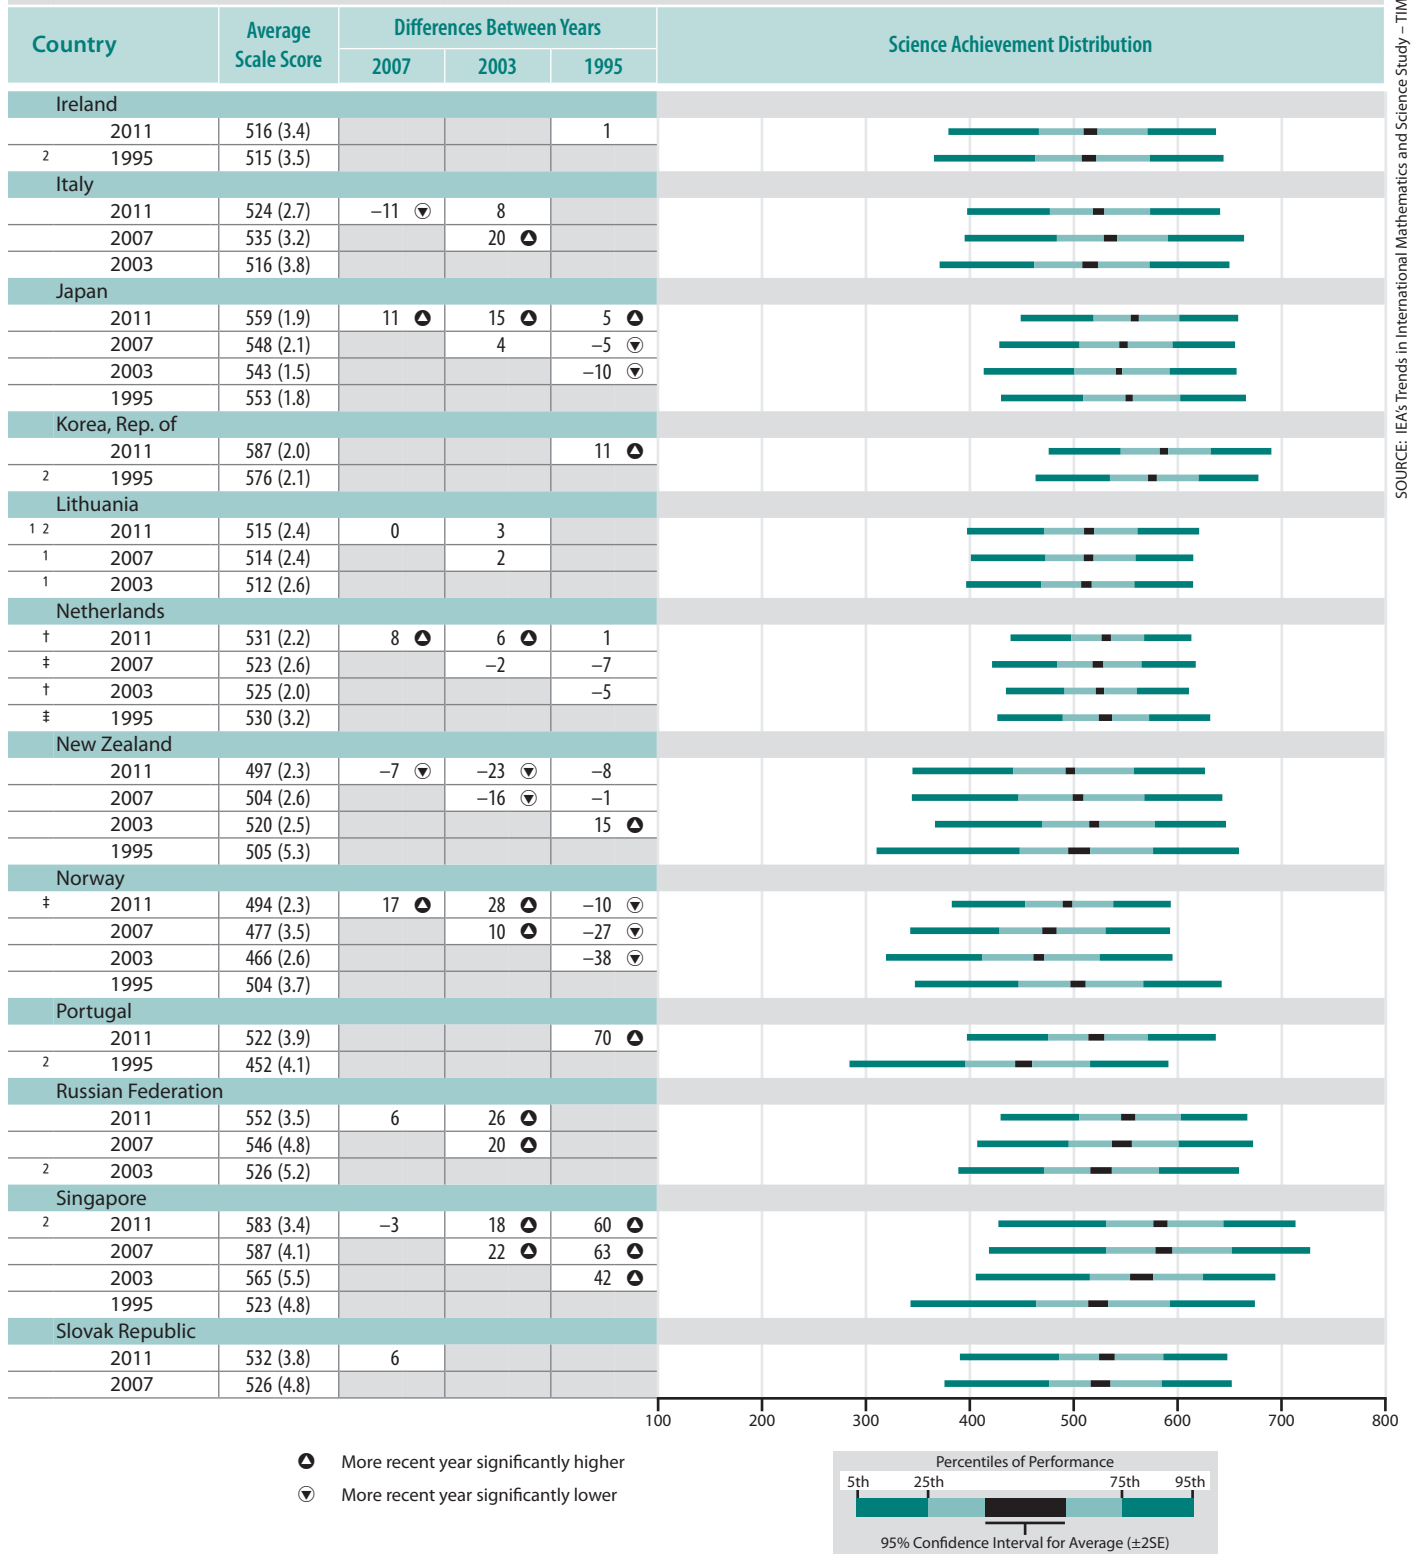 Country Average Scale Score Differences Between Years Science Achievement Distribution
2007 2003 1995
Ireland
2011 516 (3.4) 1
2 1995 515 (3.5)
Italy
2011 524 (2.7) –11 ▼ 8
2007 535 (3.2) 20 ▲
2003 516 (3.8)
Japan
2011 559 (1.9) 11 ▲ 15 ▲ 5 ▲
2007 548 (2.1) 4 –5 ▼
2003 543 (1.5) –10 ▼
1995 553 (1.8)
Korea, Rep. of
2011 587 (2.0) 11 ▲
2 1995 576 (2.1)
Lithuania
1 2 2011 515 (2.4) 0 3
1 2007 514 (2.4) 2
1 2003 512 (2.6)
Netherlands
† 2011 531 (2.2) 8 ▲ 6 ▲ 1
‡ 2007 523 (2.6) –2 –7
† 2003 525 (2.0) –5
‡ 1995 530 (3.2)
New Zealand
2011 497 (2.3) –7 ▼ –23 ▼ –8
2007 504 (2.6) –16 ▼ –1
2003 520 (2.5) 15 ▲
1995 505 (5.3)
Norway
‡ 2011 494 (2.3) 17 ▲ 28 ▲ –10 ▼
2007 477 (3.5) 10 ▲ –27 ▼
2003 466 (2.6) –38 ▼
1995 504 (3.7)
Portugal
2011 522 (3.9) 70 ▲
2 1995 452 (4.1)
Russian Federation
2011 552 (3.5) 6 26 ▲
2007 546 (4.8) 20 ▲
2 2003 526 (5.2)
Singapore
2 2011 583 (3.4) –3 18 ▲ 60 ▲
2007 587 (4.1) 22 ▲ 63 ▲
2003 565 (5.5) 42 ▲
1995 523 (4.8)
Slovak Republic
2011 532 (3.8) 6
2007 526 (4.8)
100 200 300 400 500 600 700 800
▲ More recent year significantly higher
▼ More recent year significantly lower
Percentiles of Performance
5th 25th 75th 95th
95% Confidence Interval for Average (±2SE)
SOURCE: IEA's Trends in International Mathematics and Science Study – TIM